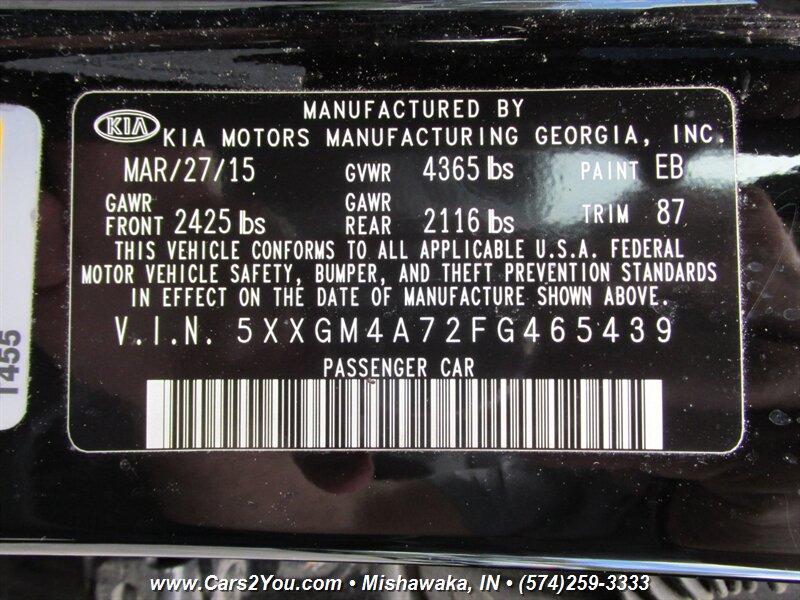 MANUFACTURED BY
KIA KIA MOTORS MANUFACTURING GEORGIA, INC.
MAR/27/15 GVWR 4365 lbs PAINT EB
GAWR FRONT 2425 lbs GAWR REAR 2116 lbs TRIM 87
THIS VEHICLE CONFORMS TO ALL APPLICABLE U.S.A. FEDERAL
MOTOR VEHICLE SAFETY, BUMPER, AND THEFT PREVENTION STANDARDS
IN EFFECT ON THE DATE OF MANUFACTURE SHOWN ABOVE.
V.I.N. 5XXGM4A72FG465439
PASSENGER CAR
T455
www.Cars2You.com • Mishawaka, IN • (574)259-3333